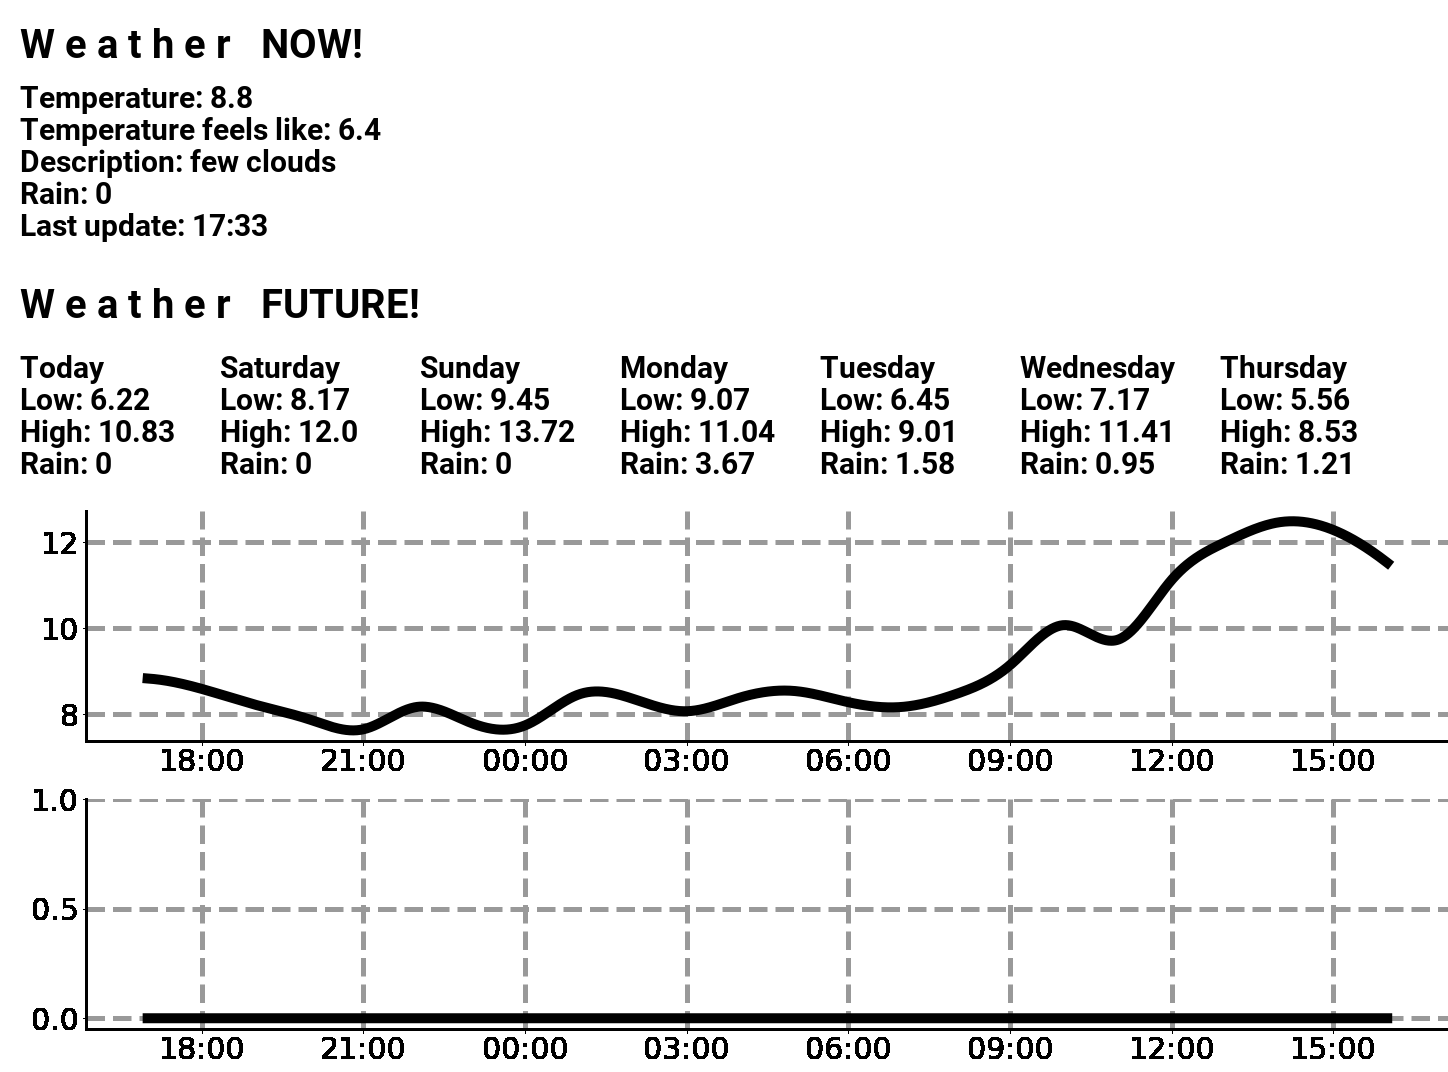 Weather NOW!
Temperature: 8.8
Temperature feels like: 6.4
Description: few clouds
Rain: 0
Last update: 17:33
Weather FUTURE!
Today
Low: 6.22
High: 10.83
Rain: 0
Saturday
Low: 8.17
High: 12.0
Rain: 0
Sunday
Low: 9.45
High: 13.72
Rain: 0
Monday
Low: 9.07
High: 11.04
Rain: 3.67
Tuesday
Low: 6.45
High: 9.01
Rain: 1.58
Wednesday
Low: 7.17
High: 11.41
Rain: 0.95
Thursday
Low: 5.56
High: 8.53
Rain: 1.21
12
10
8
18:00 21:00 00:00 03:00 06:00 09:00 12:00 15:00
1.0
0.5
0.0
18:00 21:00 00:00 03:00 06:00 09:00 12:00 15:00